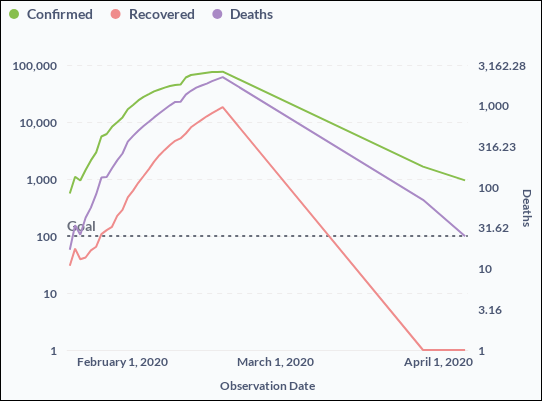 Confirmed Recovered Deaths
100,000 3,162.28
10,000 1,000
1,000 316.23
100 100
10 31.62
1 10
3.16
1
Goal
Deaths
February 1, 2020 March 1, 2020 April 1, 2020
Observation Date